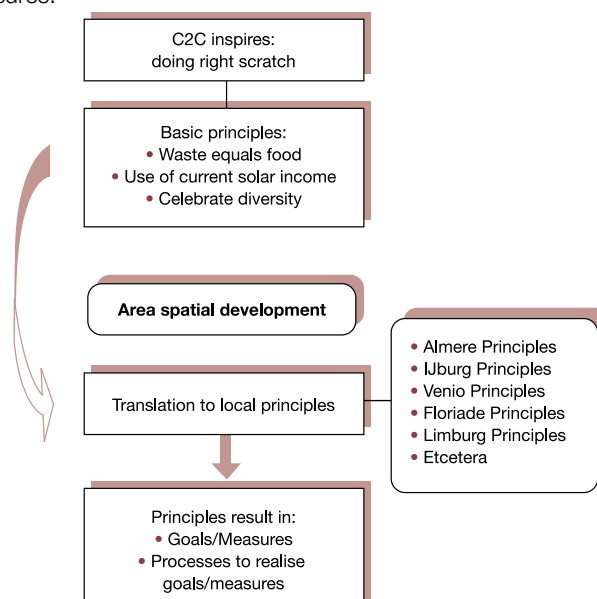 sures.
C2C inspires:
doing right scratch
Basic principles:
• Waste equals food
• Use of current solar income
• Celebrate diversity
Area spatial development
Translation to local principles
• Almere Principles
• IJburg Principles
• Venio Principles
• Floriade Principles
• Limburg Principles
• Etcetera
Principles result in:
• Goals/Measures
• Processes to realise
goals/measures